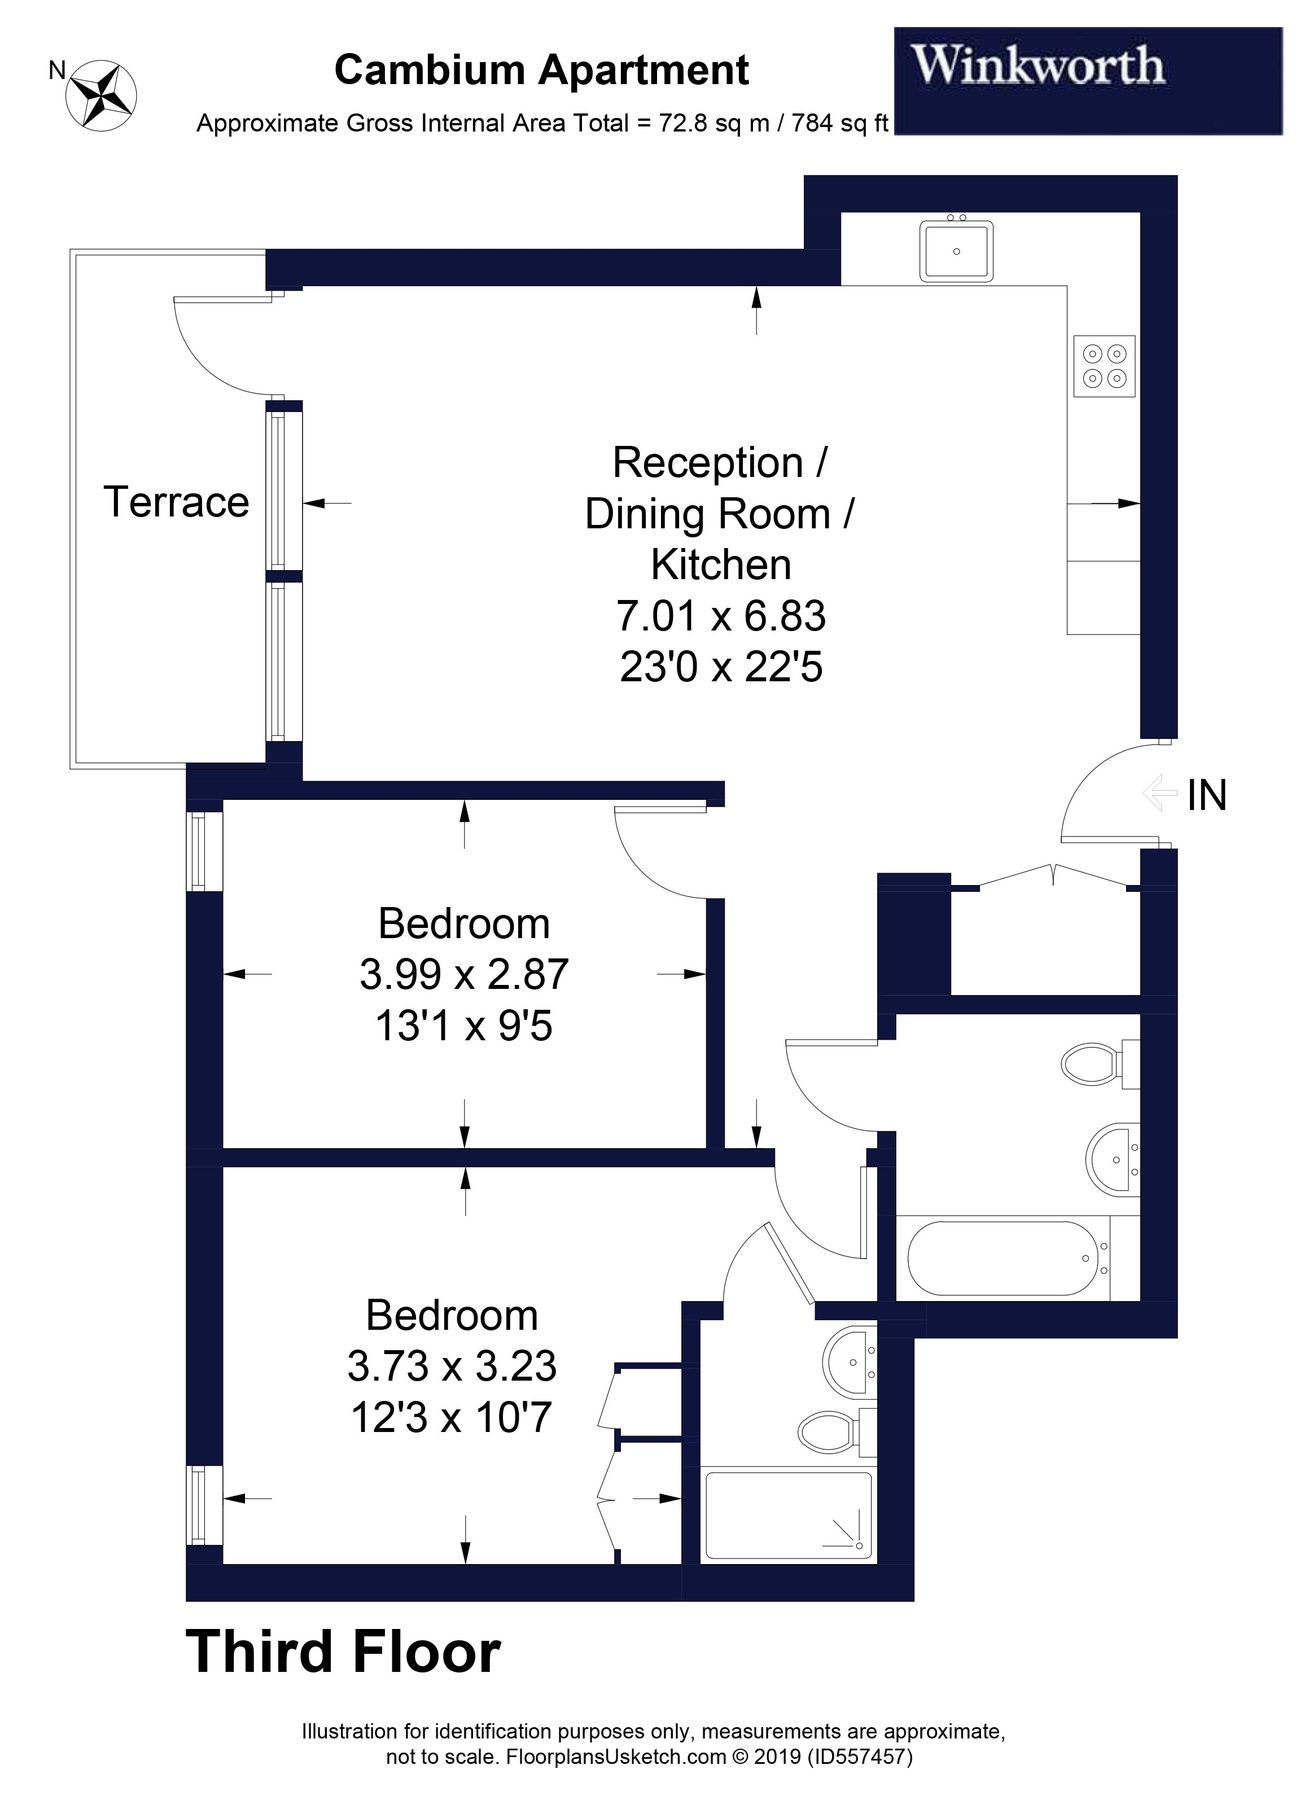 N
Cambium Apartment
Winkworth
Approximate Gross Internal Area Total = 72.8 sq m / 784 sq ft
Terrace
Reception /
Dining Room /
Kitchen
7.01 x 6.83
23'0 x 22'5
IN
Bedroom
3.99 x 2.87
13'1 x 9'5
Bedroom
3.73 x 3.23
12'3 x 10'7
Third Floor
Illustration for identification purposes only, measurements are approximate,
not to scale. FloorplansUsketch.com © 2019 (ID557457)